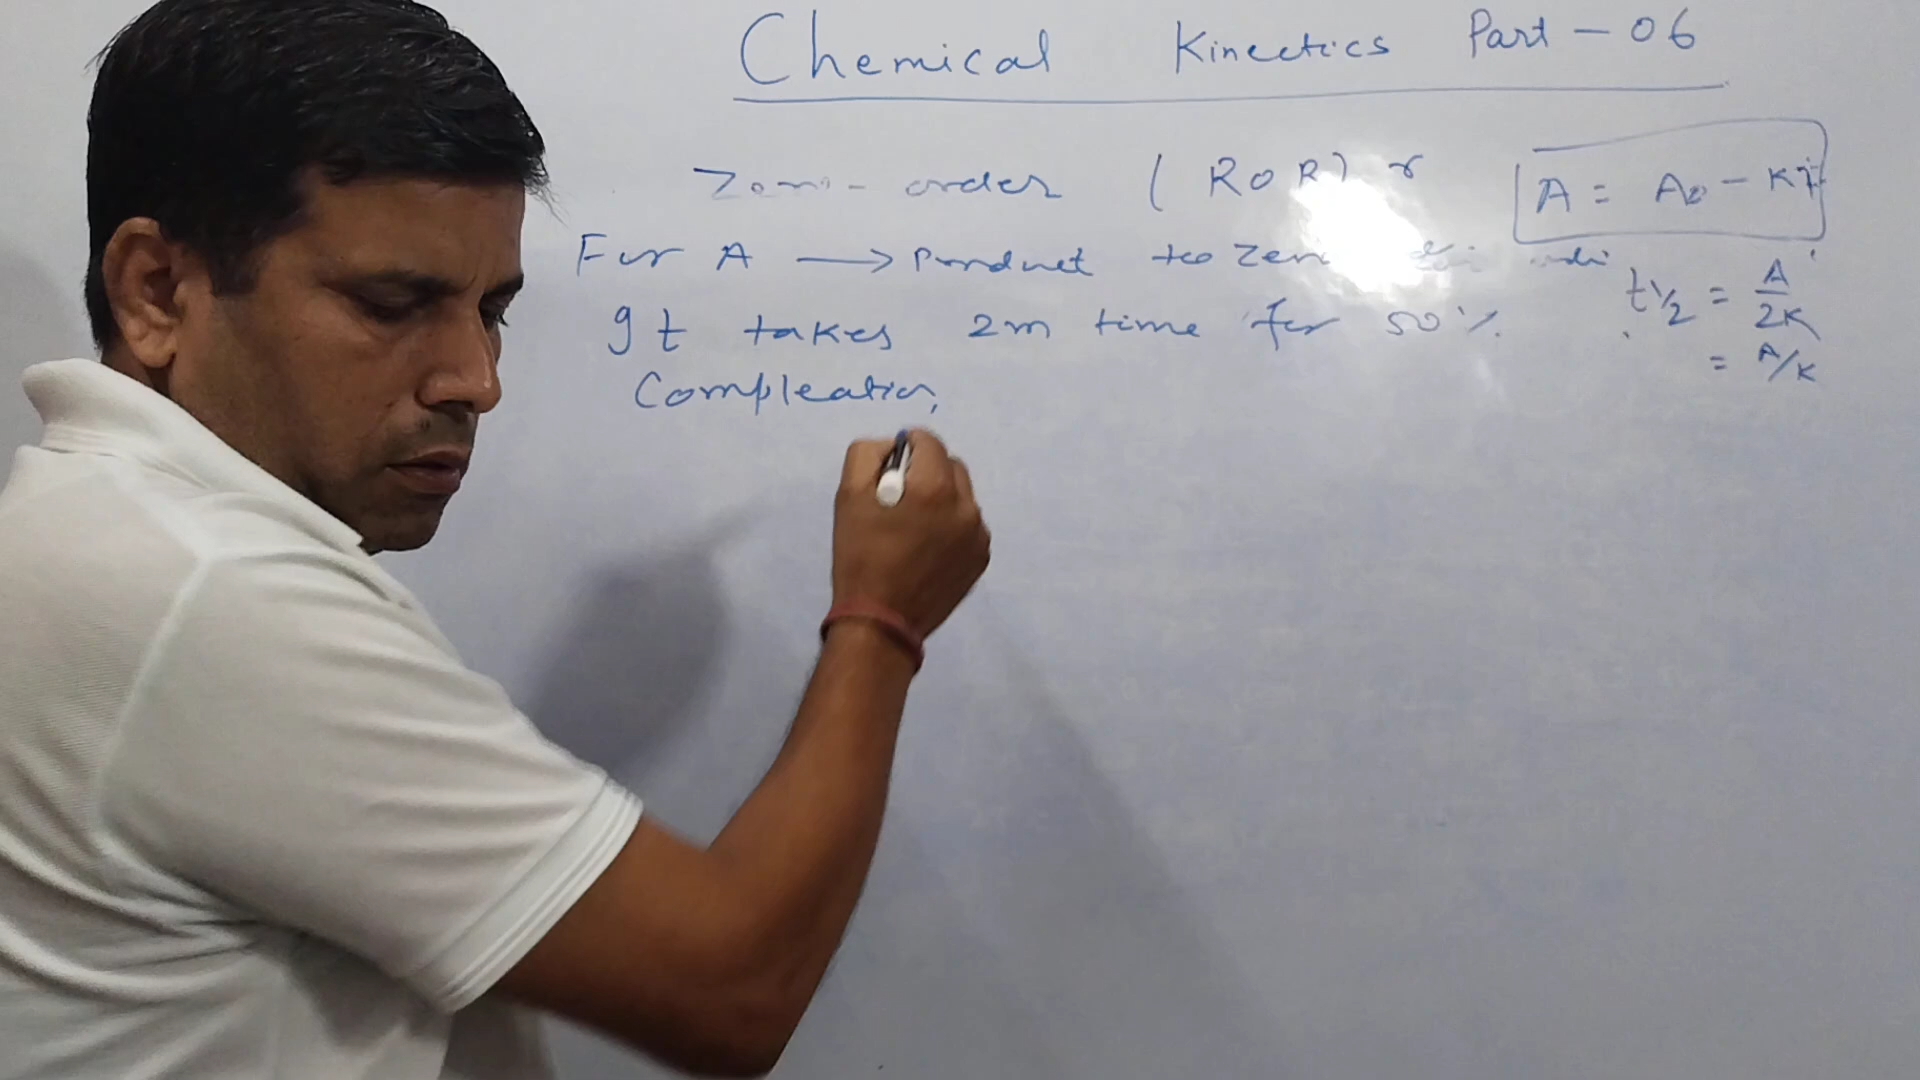 Chemical Kinectics Part - 06
Zero - order (ROR) r
A = A0 - Kt
For A → Product to Zero
t1/2 = A/2K
It takes 2m time for 50%
= A/K
Compleation,